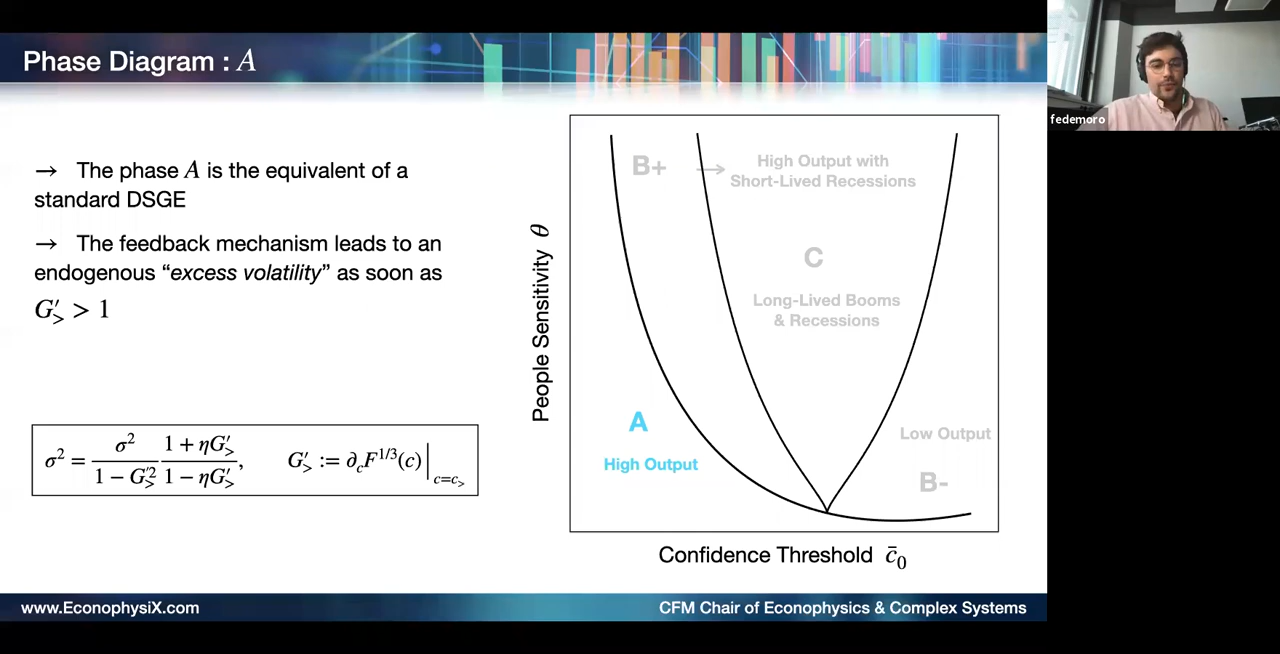 Phase Diagram : A
fedemoro
→ The phase A is the equivalent of a
standard DSGE
→ The feedback mechanism leads to an
endogenous “excess volatility” as soon as
G′> > 1
σ² = σ²/(1 − G′²>) (1 + ηG′>)/(1 − ηG′>), G′> := ∂cF^1/3(c)|c=c>
People Sensitivity θ
B+
→ High Output with
Short-Lived Recessions
C
Long-Lived Booms
& Recessions
A
High Output
Low Output
B-
Confidence Threshold c̄₀
www.EconophysiX.com
CFM Chair of Econophysics & Complex Systems